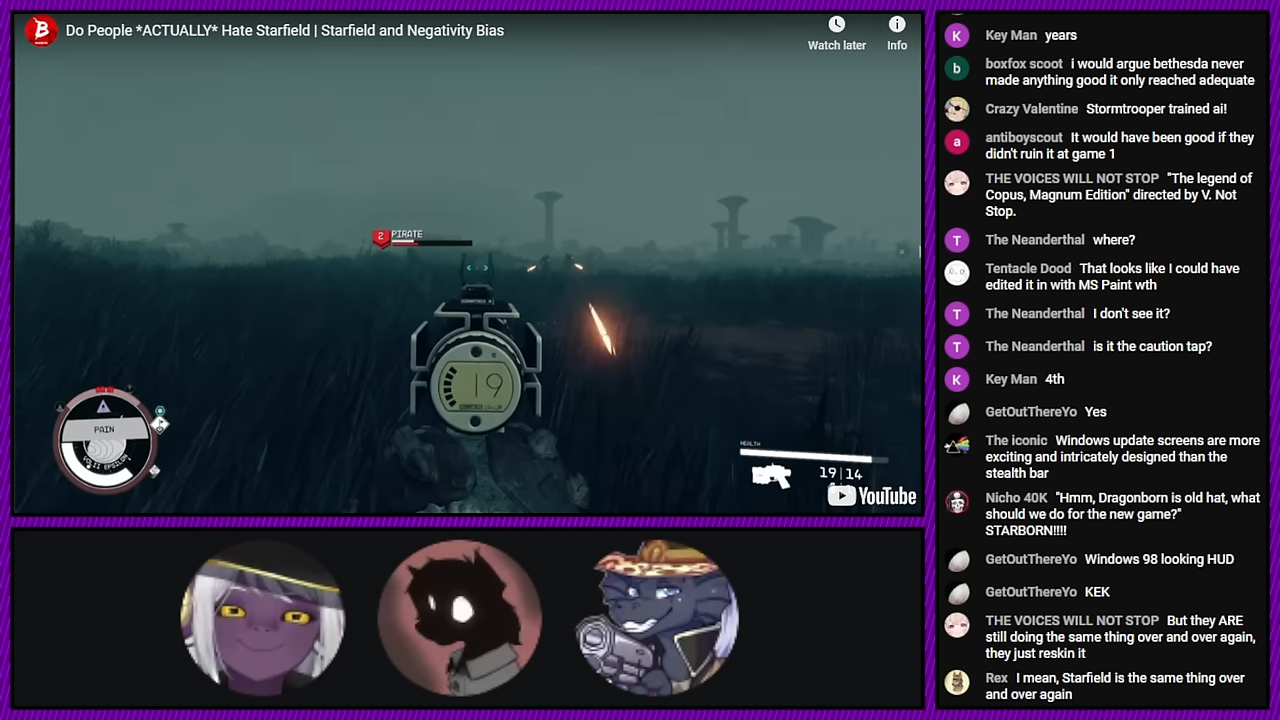 Do People *ACTUALLY* Hate Starfield | Starfield and Negativity Bias
Watch later
Info
2 PIRATE
19
PAIN
HEALTH
19|14
YouTube
Key Man years
boxfox scoot i would argue bethesda never
made anything good it only reached adequate
Crazy Valentine Stormtrooper trained ai!
antiboyscout It would have been good if they
didn't ruin it at game 1
THE VOICES WILL NOT STOP "The legend of
Copus, Magnum Edition" directed by V. Not
Stop.
The Neanderthal where?
Tentacle Dood That looks like I could have
edited it in with MS Paint wth
The Neanderthal I don't see it?
The Neanderthal is it the caution tap?
Key Man 4th
GetOutThereYo Yes
The iconic Windows update screens are more
exciting and intricately designed than the
stealth bar
Nicho 40K "Hmm, Dragonborn is old hat, what
should we do for the new game?"
STARBORN!!!!
GetOutThereYo Windows 98 looking HUD
GetOutThereYo KEK
THE VOICES WILL NOT STOP But they ARE
still doing the same thing over and over again,
they just reskin it
Rex I mean, Starfield is the same thing over
and over again